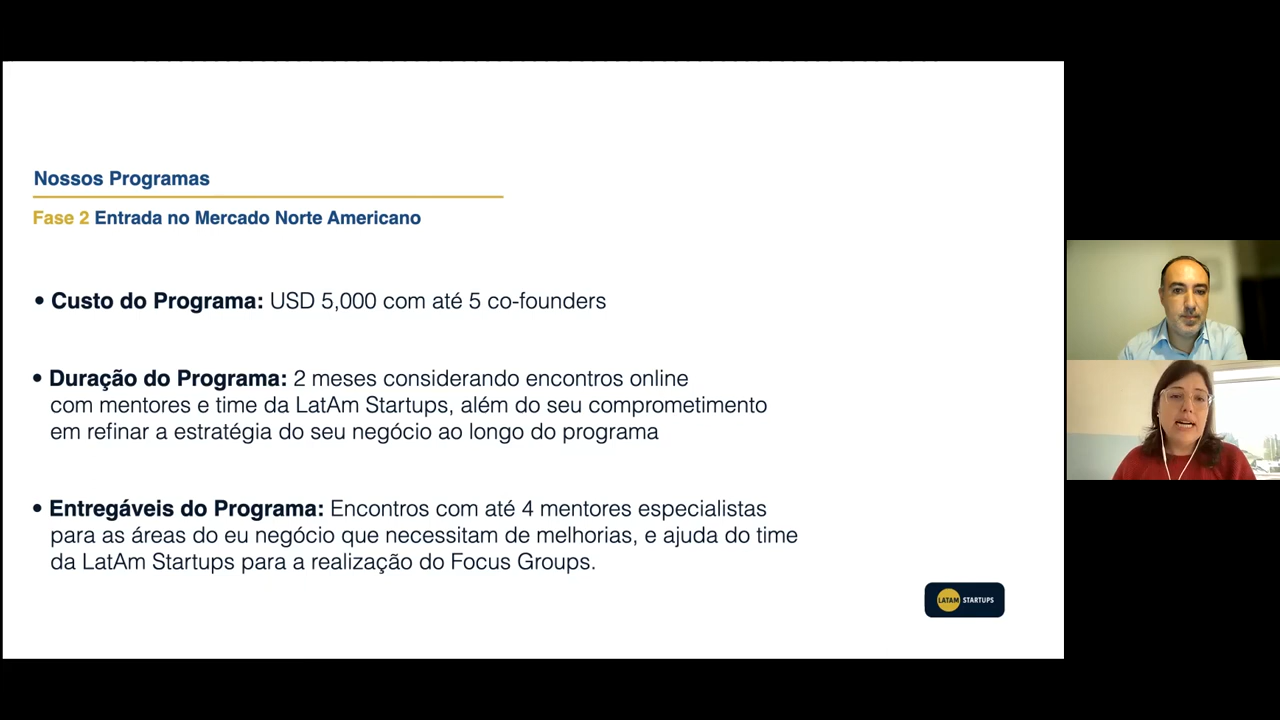 Nossos Programas
Fase 2 Entrada no Mercado Norte Americano
• Custo do Programa: USD 5,000 com até 5 co-founders
• Duração do Programa: 2 meses considerando encontros online
com mentores e time da LatAm Startups, além do seu comprometimento
em refinar a estratégia do seu negócio ao longo do programa
• Entregáveis do Programa: Encontros com até 4 mentores especialistas
para as áreas do eu negócio que necessitam de melhorias, e ajuda do time
da LatAm Startups para a realização do Focus Groups.
LATAM STARTUPS